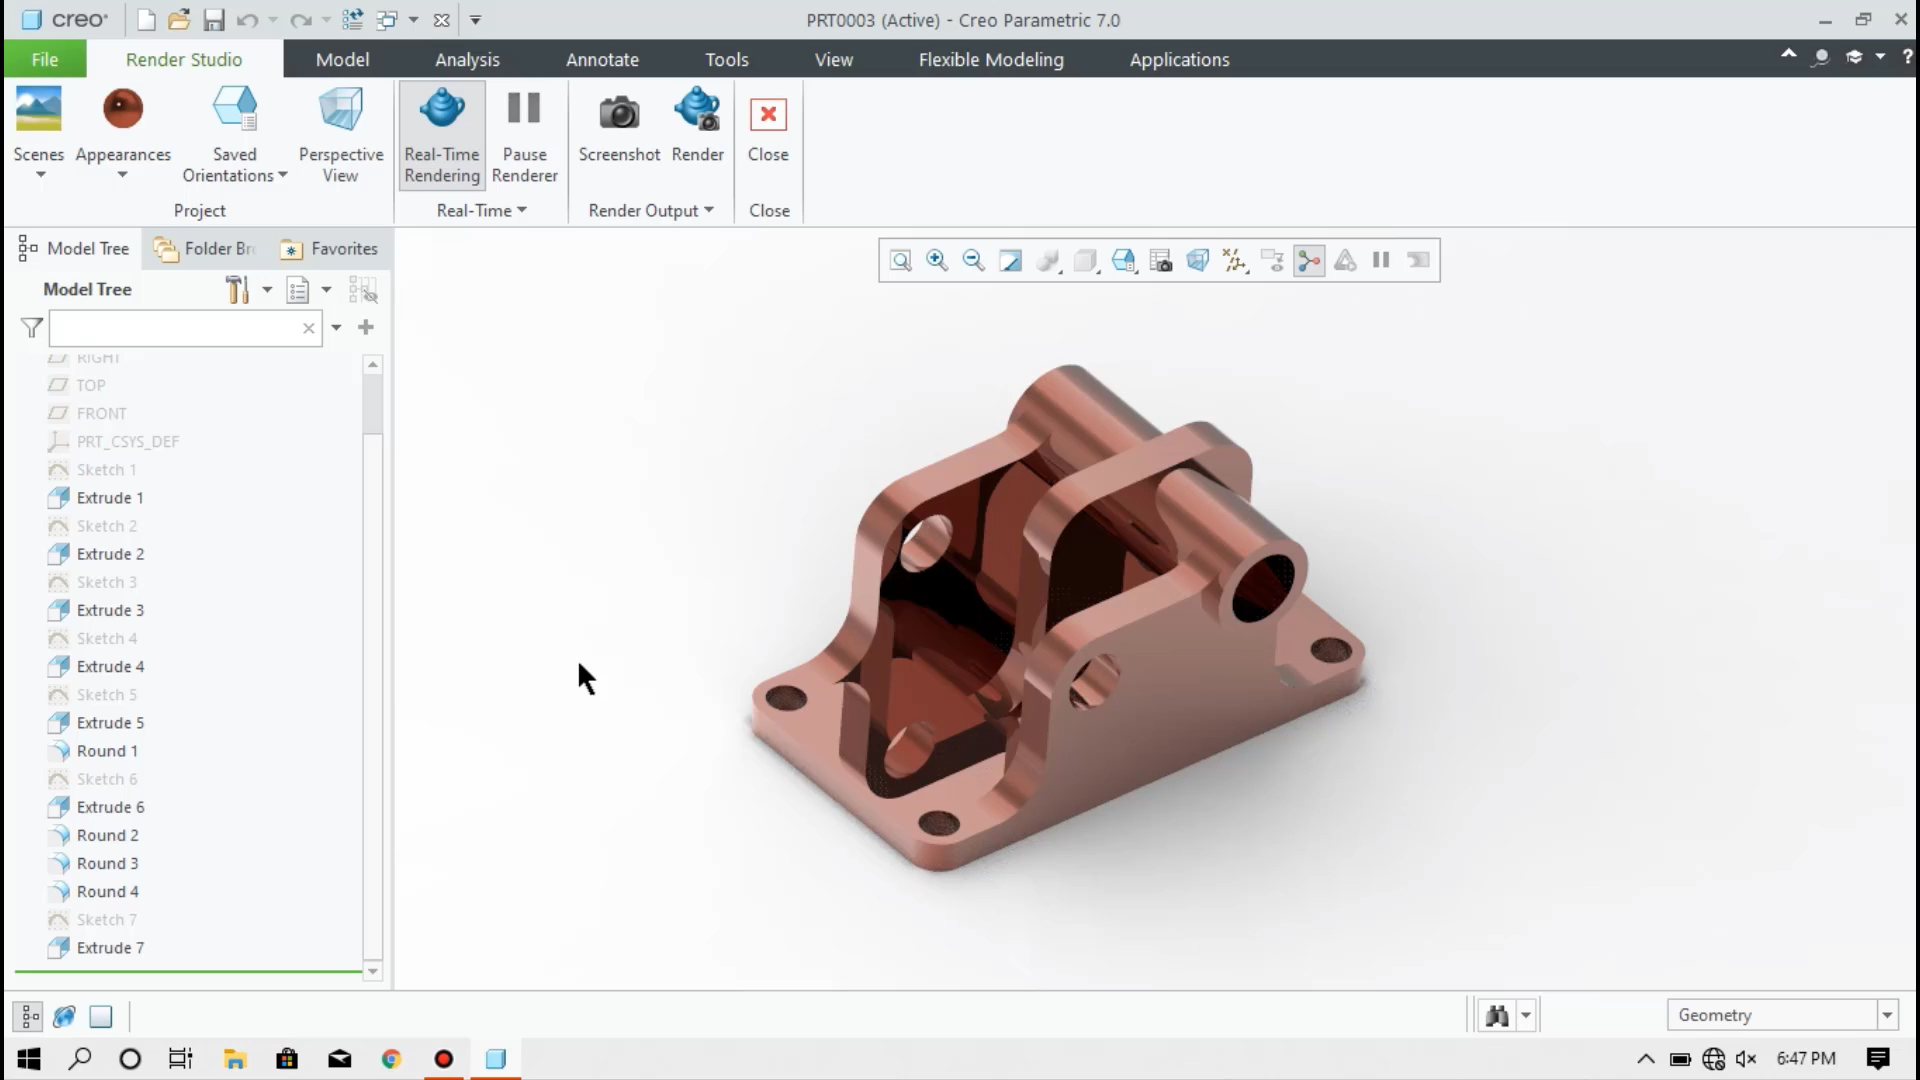 creo
PRT0003 (Active) - Creo Parametric 7.0
File
Render Studio
Model
Analysis
Annotate
Tools
View
Flexible Modeling
Applications
?
Scenes
Appearances
Saved
Orientations
Perspective
View
Real-Time
Rendering
Pause
Renderer
Screenshot
Render
Close
Project
Real-Time
Render Output
Close
Model Tree
Folder Br
Favorites
Model Tree
RIGHT
TOP
FRONT
PRT_CSYS_DEF
Sketch 1
Extrude 1
Sketch 2
Extrude 2
Sketch 3
Extrude 3
Sketch 4
Extrude 4
Sketch 5
Extrude 5
Round 1
Sketch 6
Extrude 6
Round 2
Round 3
Round 4
Sketch 7
Extrude 7
Geometry
6:47 PM